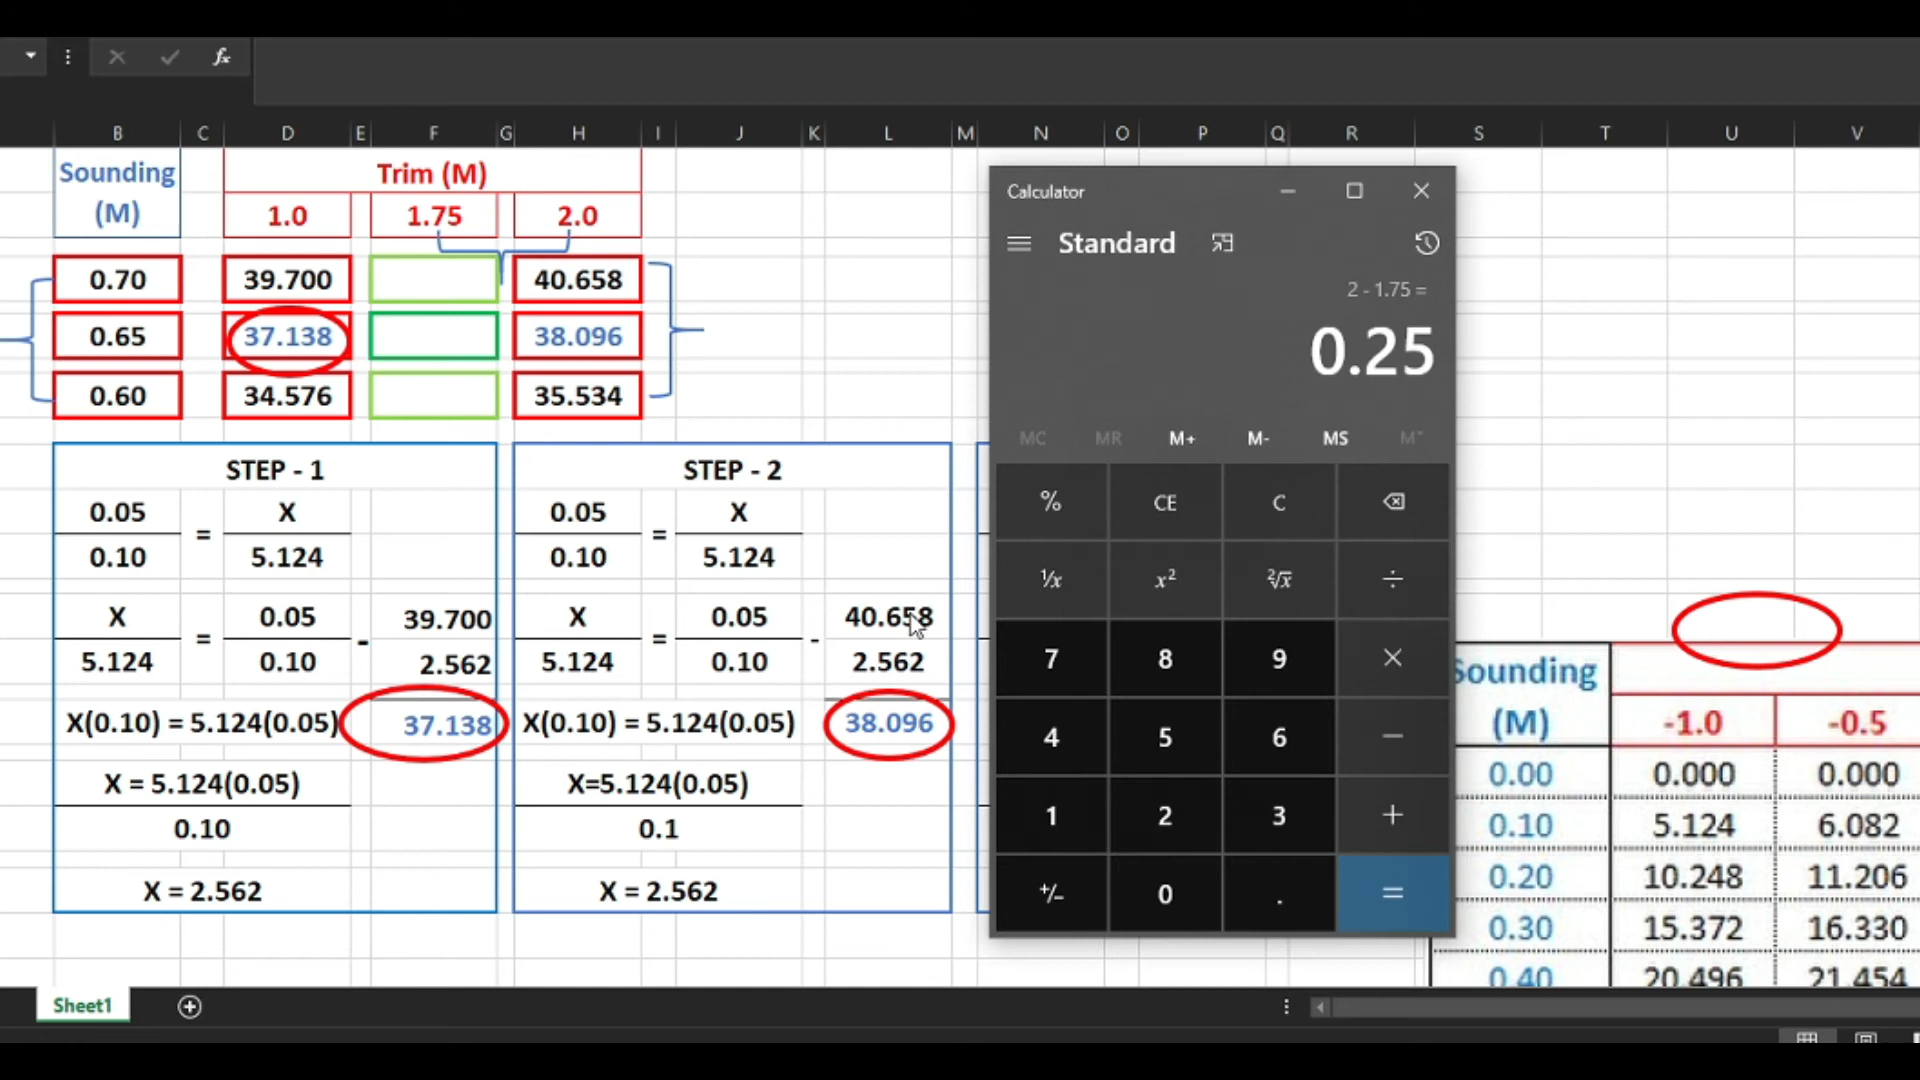 fx
B C D E F G H I J K L M N O P Q R S T U V
Sounding
(M)
Trim (M)
1.0 1.75 2.0
0.70 39.700 40.658
0.65 37.138 38.096
0.60 34.576 35.534
STEP - 1
0.05 = X
0.10 5.124
X = 0.05 - 39.700
5.124 0.10 2.562
X(0.10) = 5.124(0.05) 37.138
X = 5.124(0.05)
0.10
X = 2.562
STEP - 2
0.05 = X
0.10 5.124
X = 0.05 - 40.658
5.124 0.10 2.562
X(0.10) = 5.124(0.05) 38.096
X=5.124(0.05)
0.1
X = 2.562
Calculator
Standard
2 - 1.75 =
0.25
MC MR M+ M- MS M˅
% CE C
⅟x x² ²√x ÷
7 8 9 ×
4 5 6 −
1 2 3 +
+/− 0 . =
Sounding
(M)
-1.0 -0.5
0.00 0.000 0.000
0.10 5.124 6.082
0.20 10.248 11.206
0.30 15.372 16.330
0.40 20.496 21.454
Sheet1